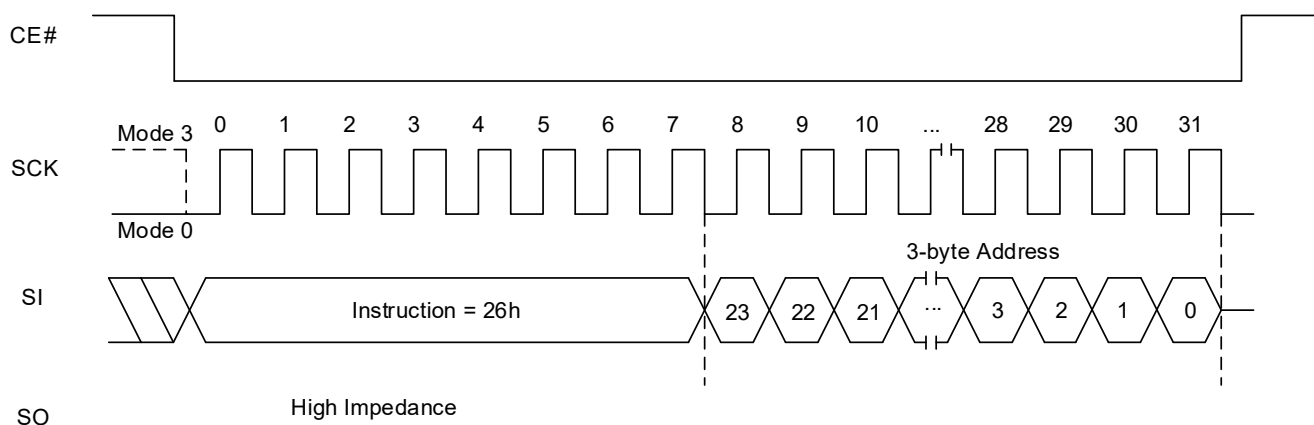 CE#
Mode 3
0 1 2 3 4 5 6 7 8 9 10 ... 28 29 30 31
SCK
Mode 0
3-byte Address
SI
Instruction = 26h
23 22 21 ... 3 2 1 0
High Impedance
SO